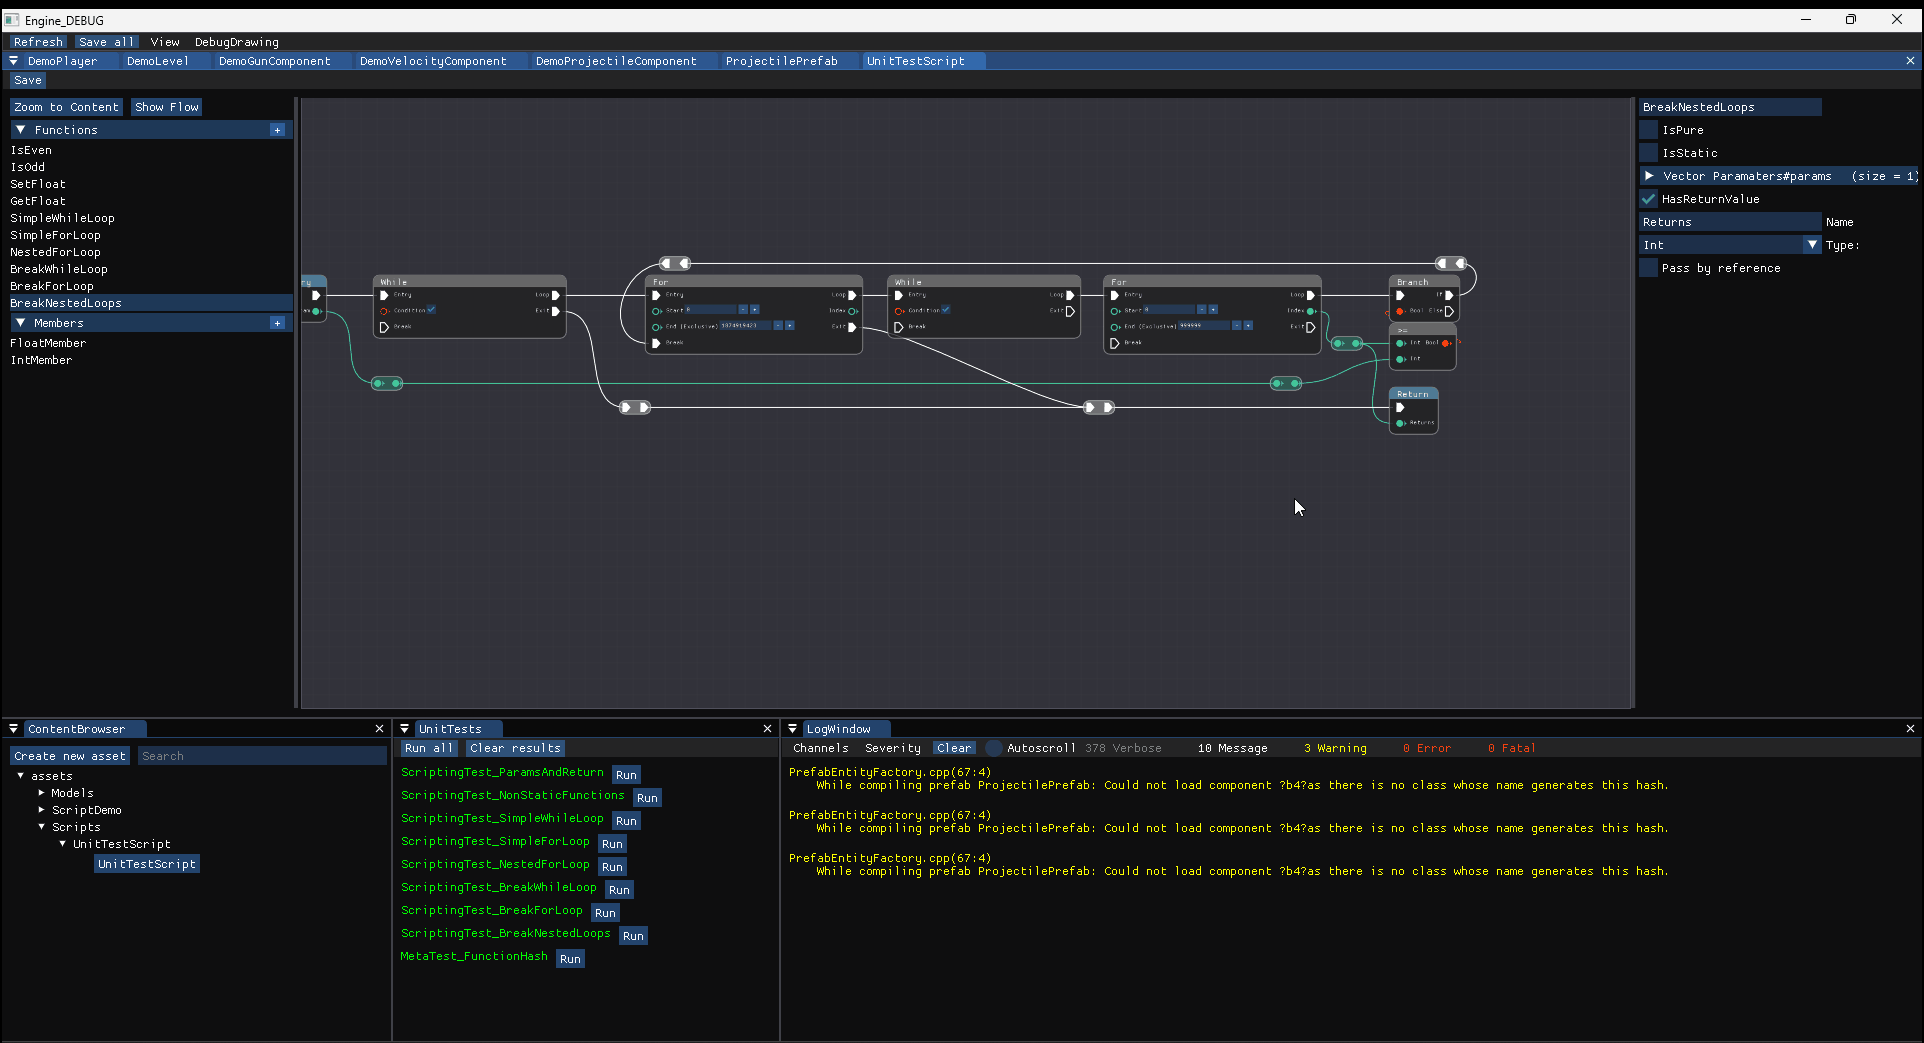 Engine_DEBUG
Refresh Save all View DebugDrawing
DemoPlayer DemoLevel DemoGunComponent DemoVelocityComponent DemoProjectileComponent ProjectilePrefab UnitTestScript
Save
Zoom to Content Show Flow
Functions +
IsEven
IsOdd
SetFloat
GetFloat
SimpleWhileLoop
SimpleForLoop
NestedForLoop
BreakWhileLoop
BreakForLoop
BreakNestedLoops
Members +
FloatMember
IntMember
ry
While
Entry Loop
Condition Exit
Break
For
Entry Loop
Start 0 - + Index
End (Exclusive) 1074919423 - + Exit
Break
While
Entry Loop
Condition Exit
Break
For
Entry Loop
Start 0 - + Index
End (Exclusive) 999999 - + Exit
Break
Branch
If
Bool Else
>=
Int Bool
Int
Return
Returns
BreakNestedLoops
IsPure
IsStatic
Vector Paramaters#params (size = 1)
HasReturnValue
Returns Name
Int Type:
Pass by reference
ContentBrowser
Create new asset Search
assets
Models
ScriptDemo
Scripts
UnitTestScript
UnitTestScript
UnitTests
Run all Clear results
ScriptingTest_ParamsAndReturn Run
ScriptingTest_NonStaticFunctions Run
ScriptingTest_SimpleWhileLoop Run
ScriptingTest_SimpleForLoop Run
ScriptingTest_NestedForLoop Run
ScriptingTest_BreakWhileLoop Run
ScriptingTest_BreakForLoop Run
ScriptingTest_BreakNestedLoops Run
MetaTest_FunctionHash Run
LogWindow
Channels Severity Clear Autoscroll 378 Verbose 10 Message 3 Warning 0 Error 0 Fatal
PrefabEntityFactory.cpp(67:4)
While compiling prefab ProjectilePrefab: Could not load component ?b4?as there is no class whose name generates this hash.
PrefabEntityFactory.cpp(67:4)
While compiling prefab ProjectilePrefab: Could not load component ?b4?as there is no class whose name generates this hash.
PrefabEntityFactory.cpp(67:4)
While compiling prefab ProjectilePrefab: Could not load component ?b4?as there is no class whose name generates this hash.